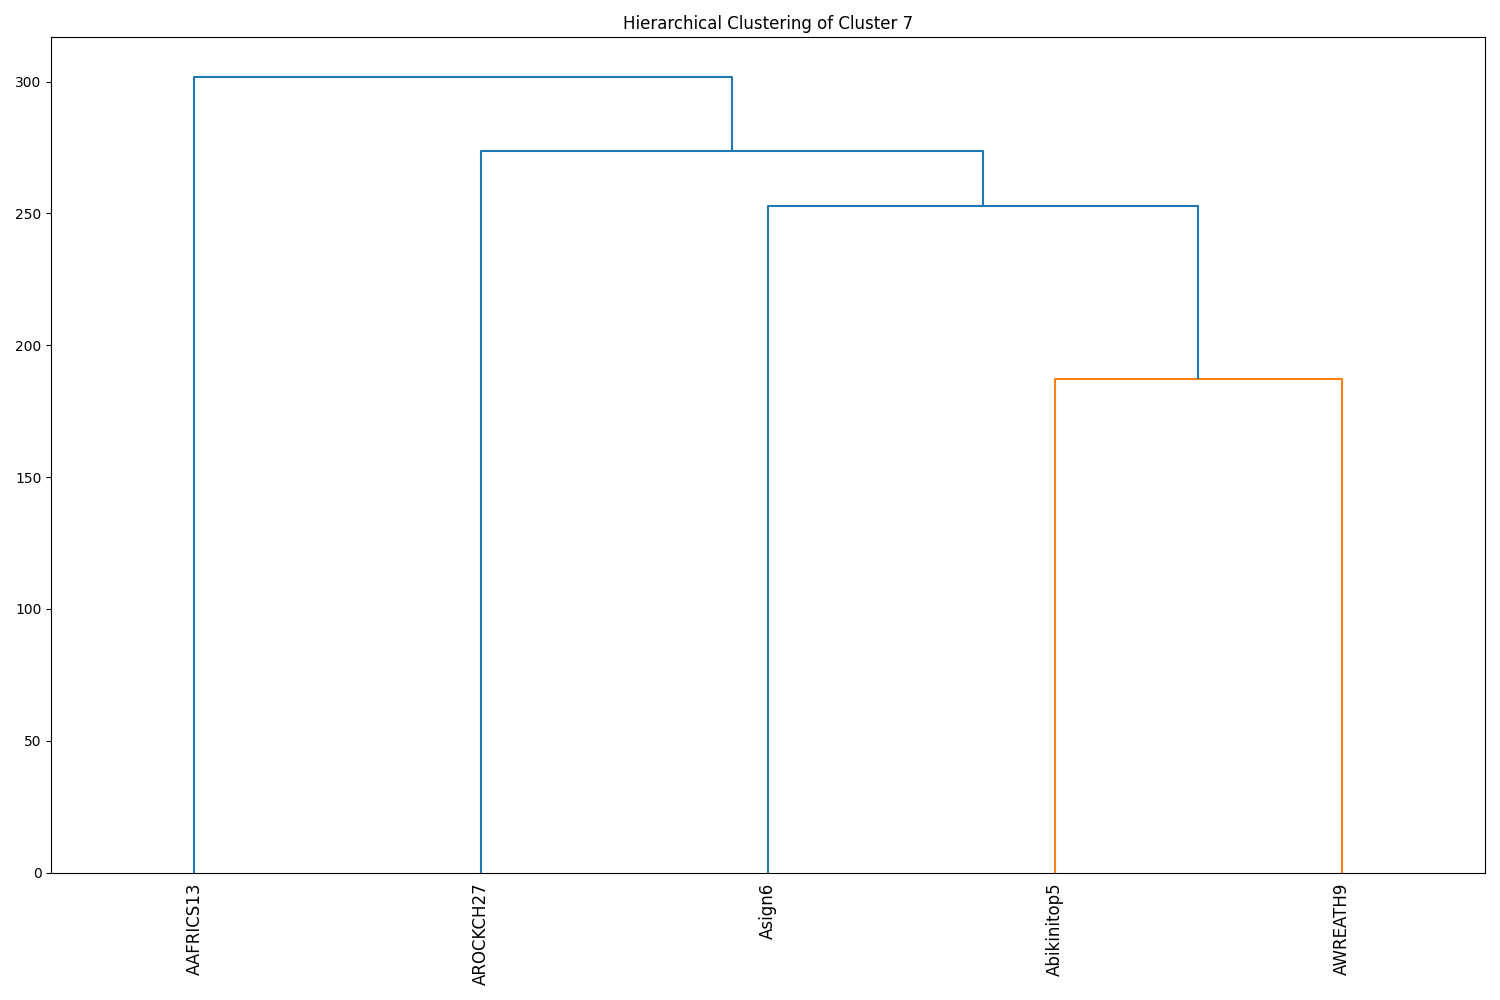 Hierarchical Clustering of Cluster 7
300
250
200
150
100
50
0
AAFRICS13
AROCKCH27
Asign6
Abikinitop5
AWREATH9